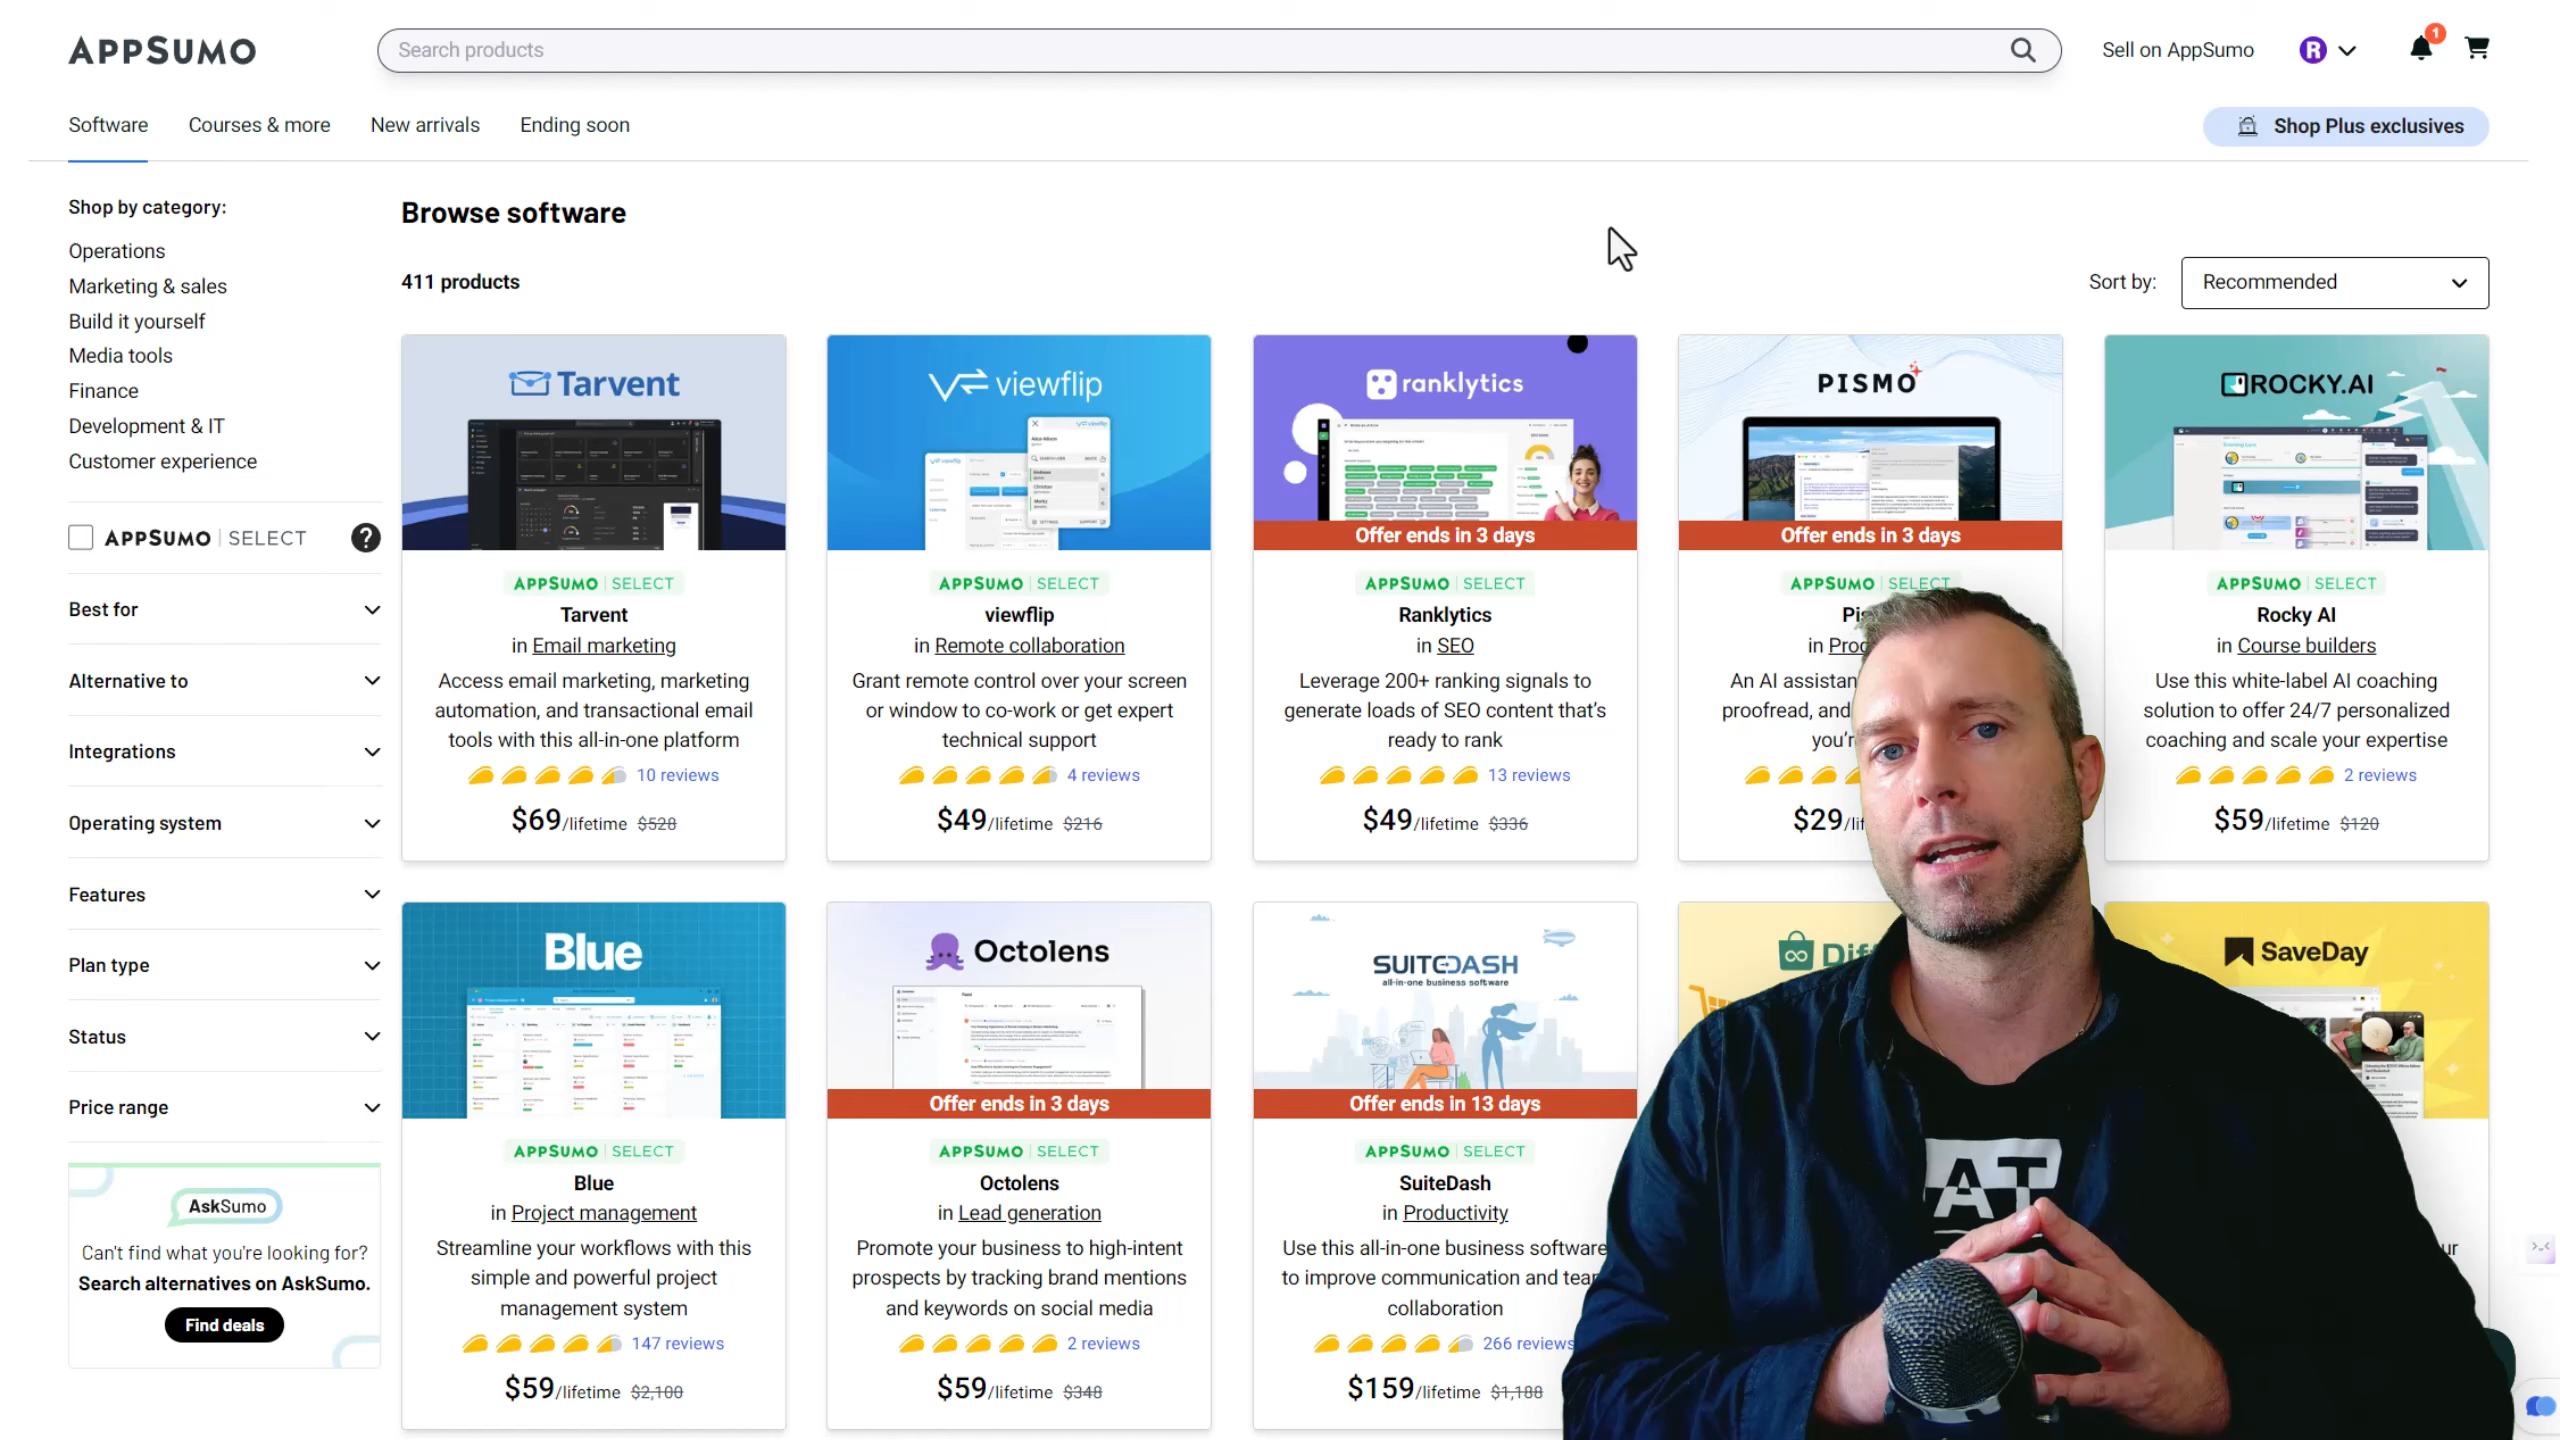 APPSUMO
Search products
Sell on AppSumo
R
1
Software
Courses & more
New arrivals
Ending soon
Shop Plus exclusives
Shop by category:
Operations
Marketing & sales
Build it yourself
Media tools
Finance
Development & IT
Customer experience
APPSUMO | SELECT
?
Best for
Alternative to
Integrations
Operating system
Features
Plan type
Status
Price range
AskSumo
Can't find what you're looking for?
Search alternatives on AskSumo.
Find deals
Browse software
411 products
Sort by:
Recommended
Tarvent
APPSUMO | SELECT
Tarvent
in Email marketing
Access email marketing, marketing
automation, and transactional email
tools with this all-in-one platform
10 reviews
$69/lifetime $528
viewflip
APPSUMO | SELECT
viewflip
in Remote collaboration
Grant remote control over your screen
or window to co-work or get expert
technical support
4 reviews
$49/lifetime $216
ranklytics
Offer ends in 3 days
APPSUMO | SELECT
Ranklytics
in SEO
Leverage 200+ ranking signals to
generate loads of SEO content that's
ready to rank
13 reviews
$49/lifetime $336
PISMO
Offer ends in 3 days
APPSUMO | SELECT
in
An AI
proofread, and
$29
ROCKY.AI
APPSUMO | SELECT
Rocky AI
in Course builders
Use this white-label AI coaching
solution to offer 24/7 personalized
coaching and scale your expertise
2 reviews
$59/lifetime $120
Blue
APPSUMO | SELECT
Blue
in Project management
Streamline your workflows with this
simple and powerful project
management system
147 reviews
$59/lifetime $2,100
Octolens
Offer ends in 3 days
APPSUMO | SELECT
Octolens
in Lead generation
Promote your business to high-intent
prospects by tracking brand mentions
and keywords on social media
2 reviews
$59/lifetime $348
SUITEDASH
all-in-one business software
Offer ends in 13 days
APPSUMO | SELECT
SuiteDash
in Productivity
Use this all-in-one business software
to improve communication and
collaboration
266 reviews
$159/lifetime $1,188
SaveDay
AT